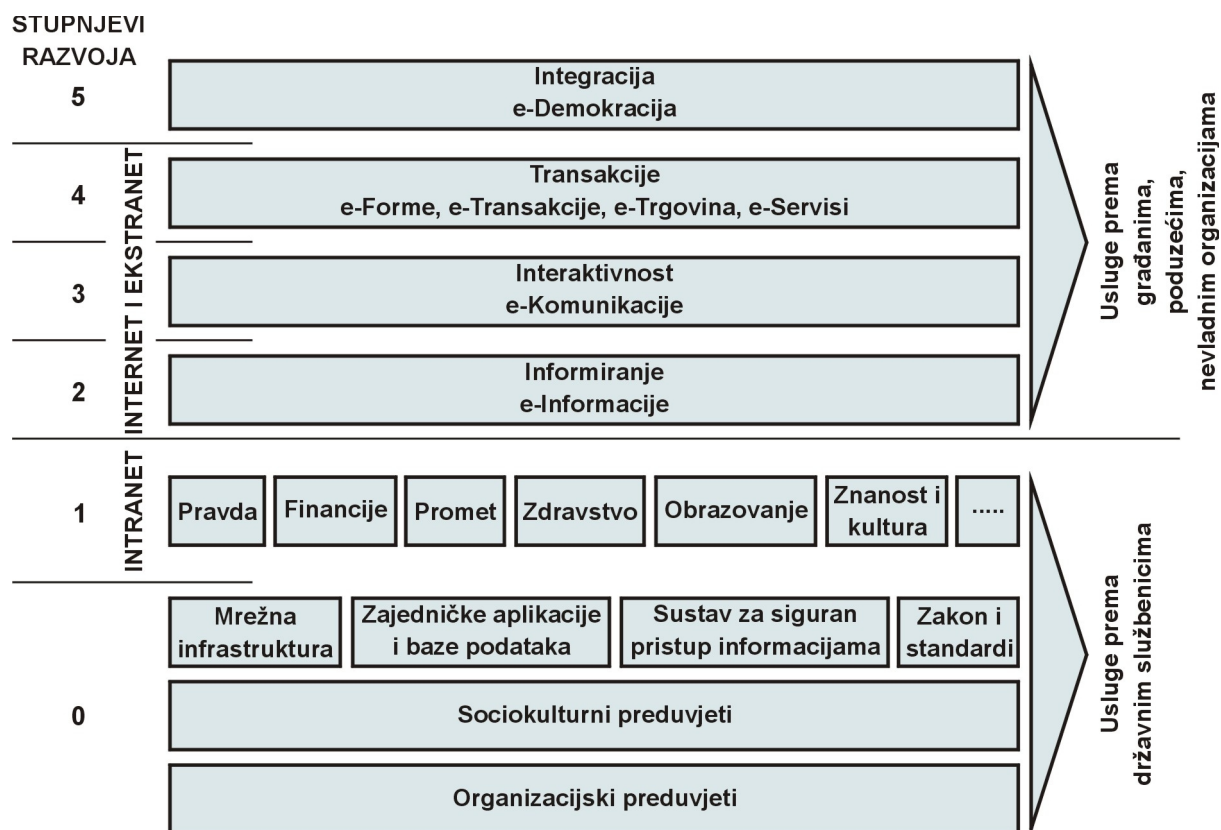 STUPNJEVI
RAZVOJA
5
Integracija
e-Demokracija
4
Transakcije
e-Forme, e-Transakcije, e-Trgovina, e-Servisi
3
Interaktivnost
e-Komunikacije
2
Informiranje
e-Informacije
INTERNET I EKSTRANET
Usluge prema
građanima,
poduzećima,
nevladnim organizacijama
1
INTRANET
Pravda
Financije
Promet
Zdravstvo
Obrazovanje
Znanost i
kultura
.....
0
Mrežna
infrastruktura
Zajedničke aplikacije
i baze podataka
Sustav za siguran
pristup informacijama
Zakon i
standardi
Sociokulturni preduvjeti
Organizacijski preduvjeti
Usluge prema
državnim službenicima